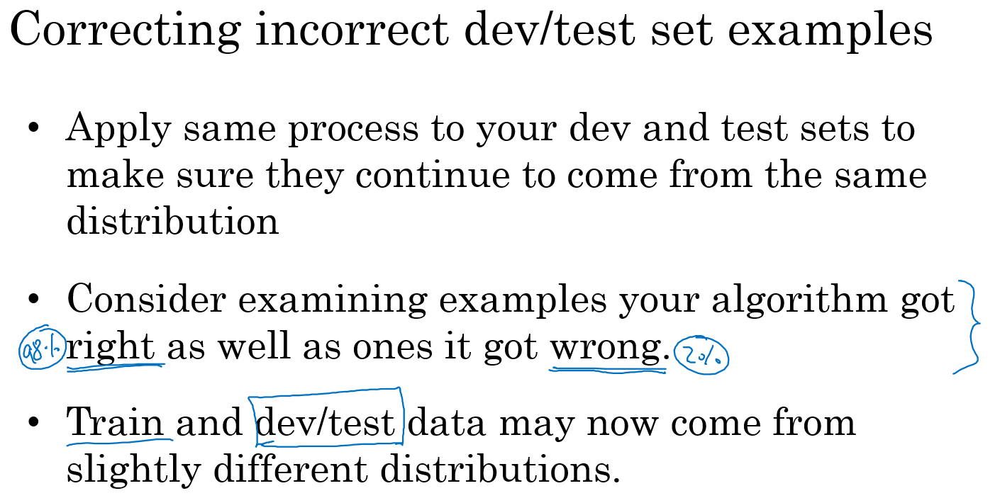 Correcting incorrect dev/test set examples
• Apply same process to your dev and test sets to
make sure they continue to come from the same
distribution
• Consider examining examples your algorithm got
98% right as well as ones it got wrong. 2%
• Train and dev/test data may now come from
slightly different distributions.